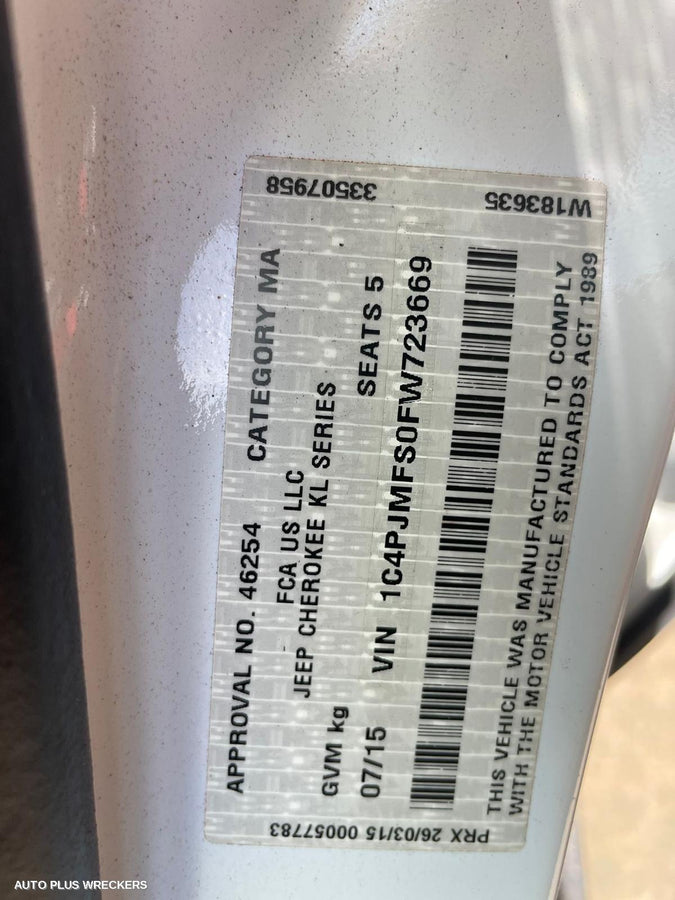 APPROVAL NO. 46254 CATEGORY MA
FCA US LLC
JEEP CHEROKEE KL SERIES
GVM kg SEATS 5
07/15 VIN 1C4PJMFS0FW723669
THIS VEHICLE WAS MANUFACTURED TO COMPLY
WITH THE MOTOR VEHICLE STANDARDS ACT 1989
33507958 W183635
PRX 26/03/15 00057783
AUTO PLUS WRECKERS